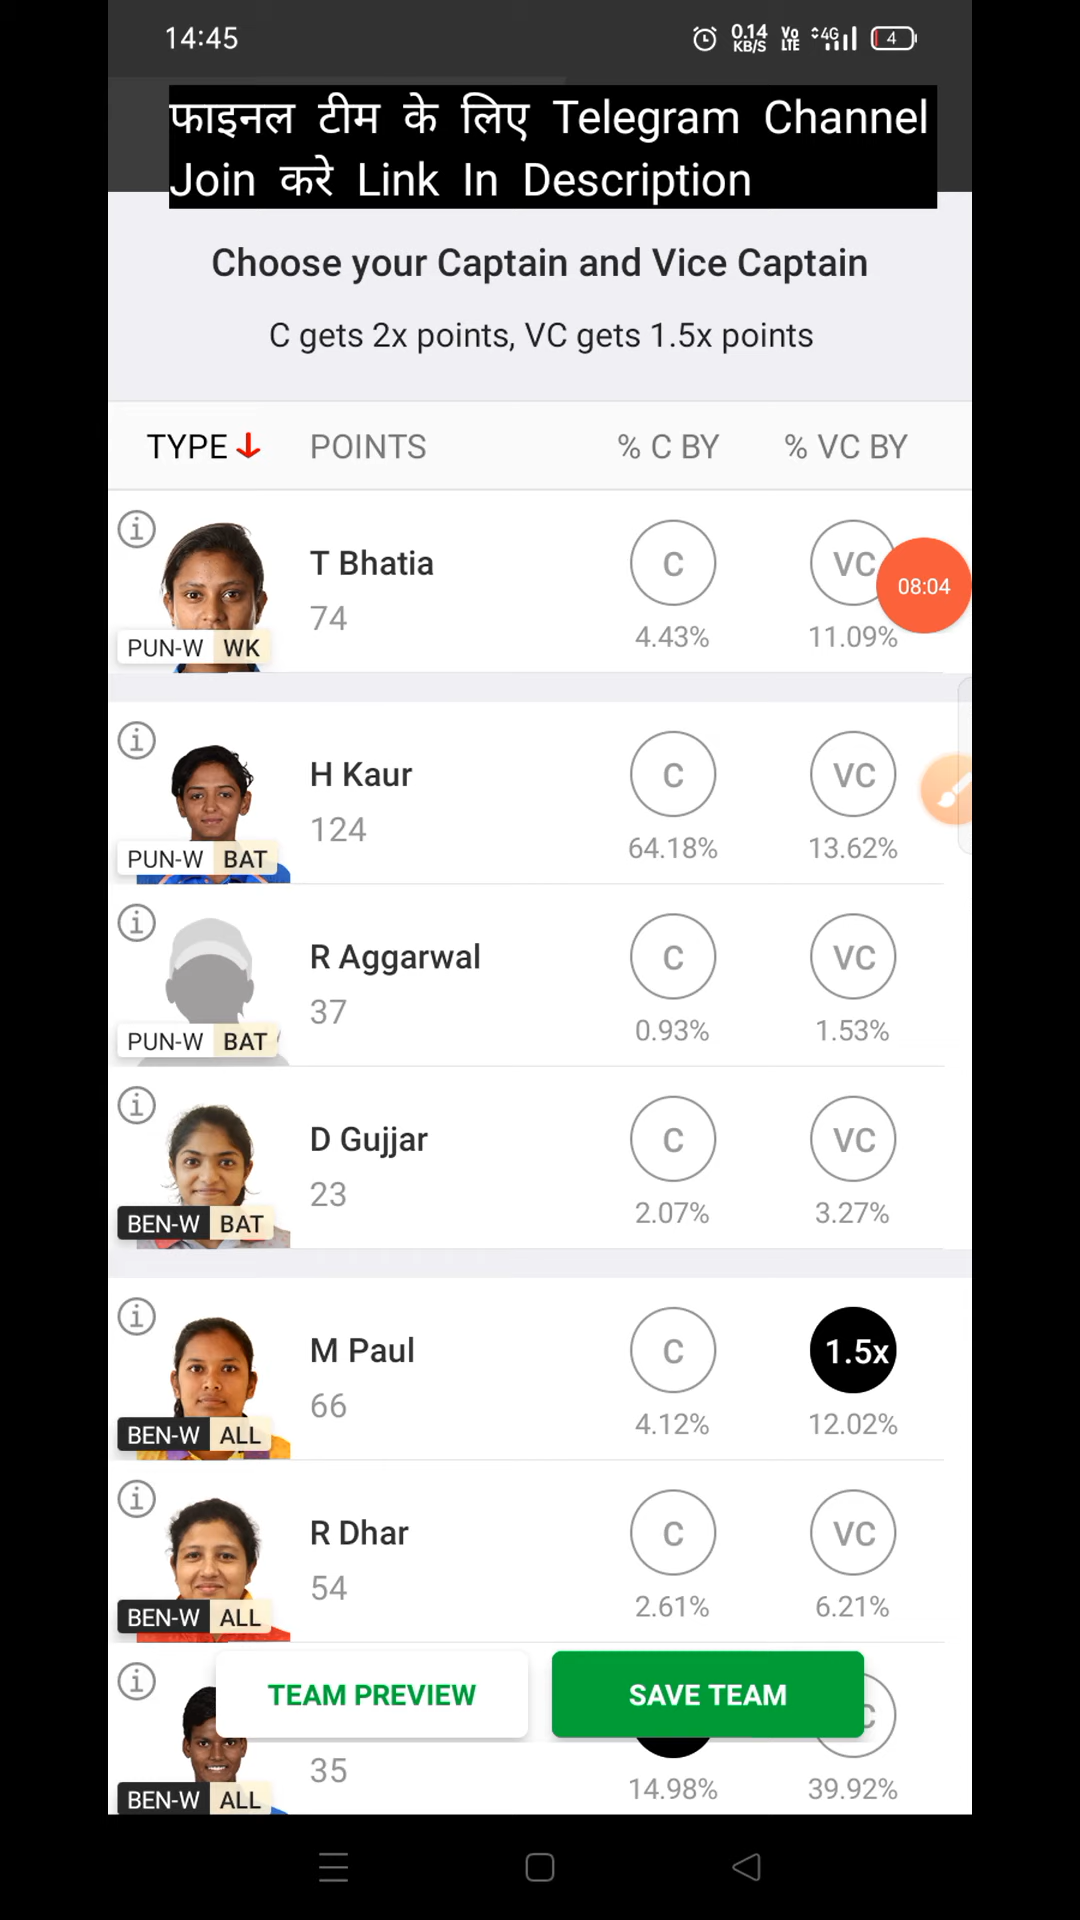 14:45 0.14 KB/S Vo LTE 4G 4
फाइनल टीम के लिए Telegram Channel
Join करे Link In Description
Choose your Captain and Vice Captain
C gets 2x points, VC gets 1.5x points
TYPE POINTS % C BY % VC BY
T Bhatia C VC 08:04
74 4.43% 11.09%
PUN-W WK
H Kaur C VC
124 64.18% 13.62%
PUN-W BAT
R Aggarwal C VC
37 0.93% 1.53%
PUN-W BAT
D Gujjar C VC
23 2.07% 3.27%
BEN-W BAT
M Paul C 1.5x
66 4.12% 12.02%
BEN-W ALL
R Dhar C VC
54 2.61% 6.21%
BEN-W ALL
TEAM PREVIEW SAVE TEAM
35 14.98% 39.92%
BEN-W ALL